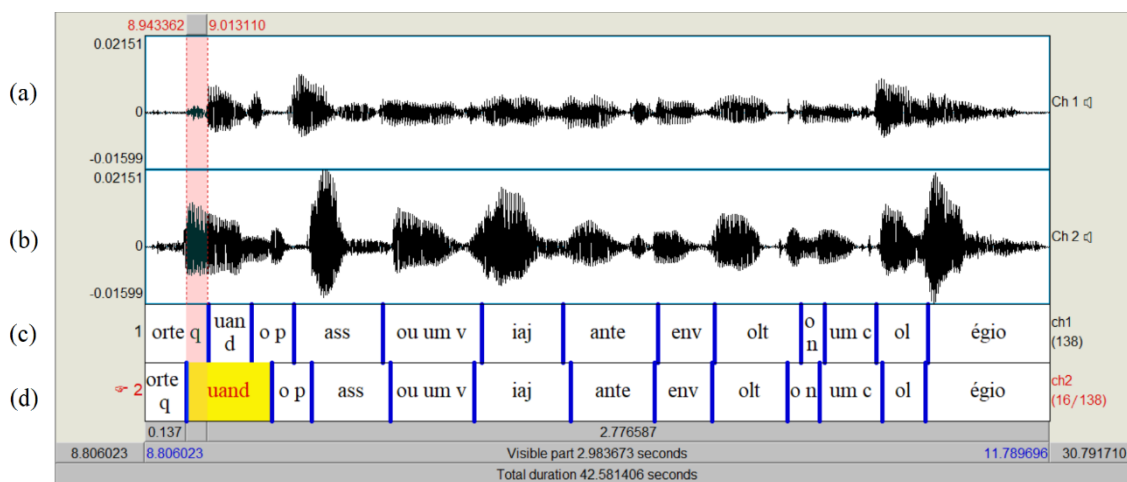 8.943362 9.013110
0.02151
(a) 0 Ch 1
-0.01599
0.02151
(b) 0 Ch 2
-0.01599
(c) 1 orte q uand o p ass ou um v iaj ante env olt on um c ol égio ch1 (138)
(d) 2 orte q uand o p ass ou um v iaj ante env olt o n um c ol égio ch2 (16/138)
0.137 2.776587
8.806023 8.806023 Visible part 2.983673 seconds 11.789696 30.791710
Total duration 42.581406 seconds